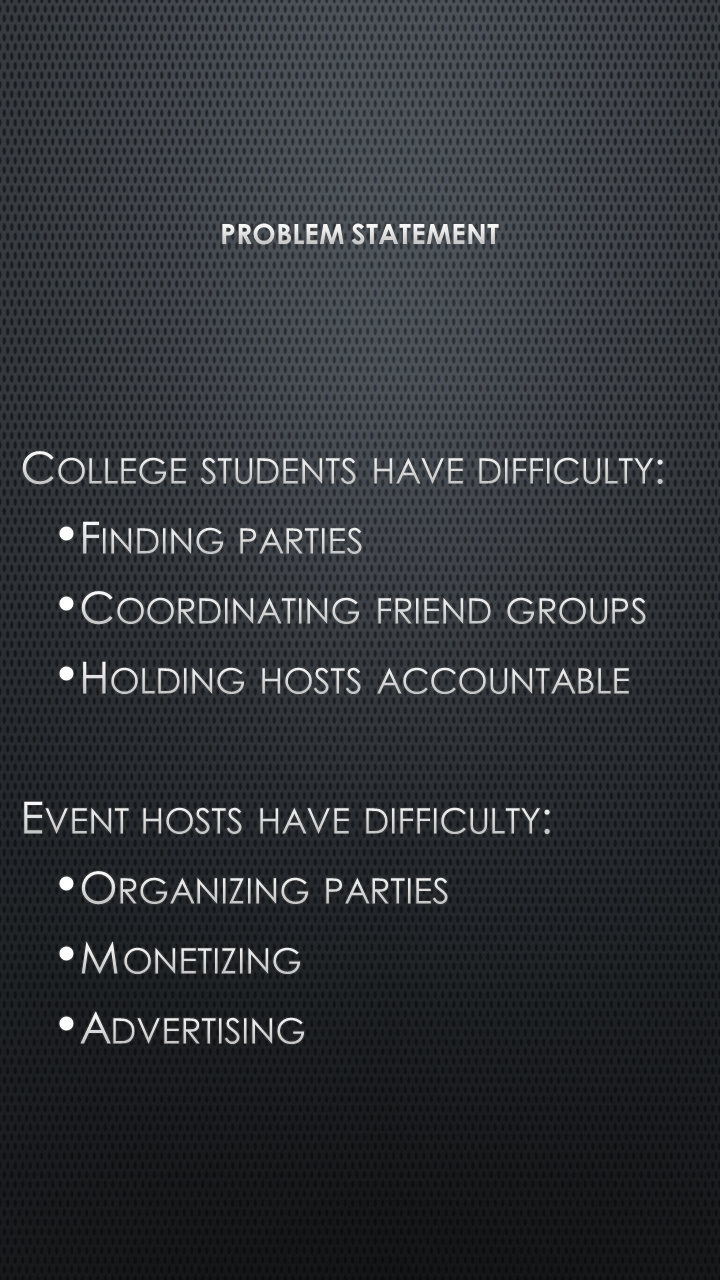 PROBLEM STATEMENT
COLLEGE STUDENTS HAVE DIFFICULTY:
•FINDING PARTIES
•COORDINATING FRIEND GROUPS
•HOLDING HOSTS ACCOUNTABLE
EVENT HOSTS HAVE DIFFICULTY:
•ORGANIZING PARTIES
•MONETIZING
•ADVERTISING